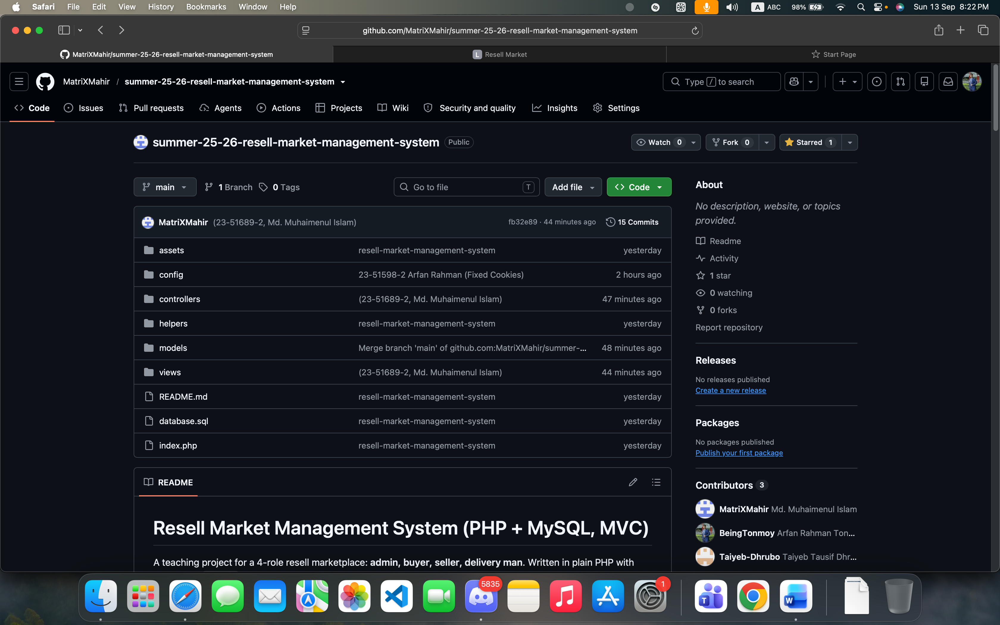 Safari File Edit View History Bookmarks Window Help A ABC 98% Sun 13 Sep 8:22 PM
github.com/MatriXMahir/summer-25-26-resell-market-management-system
MatriXMahir/summer-25-26-resell-market-management-system L Resell Market Start Page
MatriXMahir / summer-25-26-resell-market-management-system Type / to search
Code Issues Pull requests Agents Actions Projects Wiki Security and quality Insights Settings
summer-25-26-resell-market-management-system Public Watch 0 Fork 0 Starred 1
main 1 Branch 0 Tags Go to file T Add file Code
MatriXMahir (23-51689-2, Md. Muhaimenul Islam) fb32e89 · 44 minutes ago 15 Commits
assets resell-market-management-system yesterday
config 23-51598-2 Arfan Rahman (Fixed Cookies) 2 hours ago
controllers (23-51689-2, Md. Muhaimenul Islam) 47 minutes ago
helpers resell-market-management-system yesterday
models Merge branch 'main' of github.com:MatriXMahir/summer-... 48 minutes ago
views (23-51689-2, Md. Muhaimenul Islam) 44 minutes ago
README.md resell-market-management-system yesterday
database.sql resell-market-management-system yesterday
index.php resell-market-management-system yesterday
README
Resell Market Management System (PHP + MySQL, MVC)
A teaching project for a 4-role resell marketplace: admin, buyer, seller, delivery man. Written in plain PHP with
About
No description, website, or topics
provided.
Readme
Activity
1 star
0 watching
0 forks
Report repository
Releases
No releases published
Create a new release
Packages
No packages published
Publish your first package
Contributors 3
MatriXMahir Md. Muhaimenul Islam
BeingTonmoy Arfan Rahman Ton...
Taiyeb-Dhrubo Taiyeb Tausif Dhr...
5835 1 T W